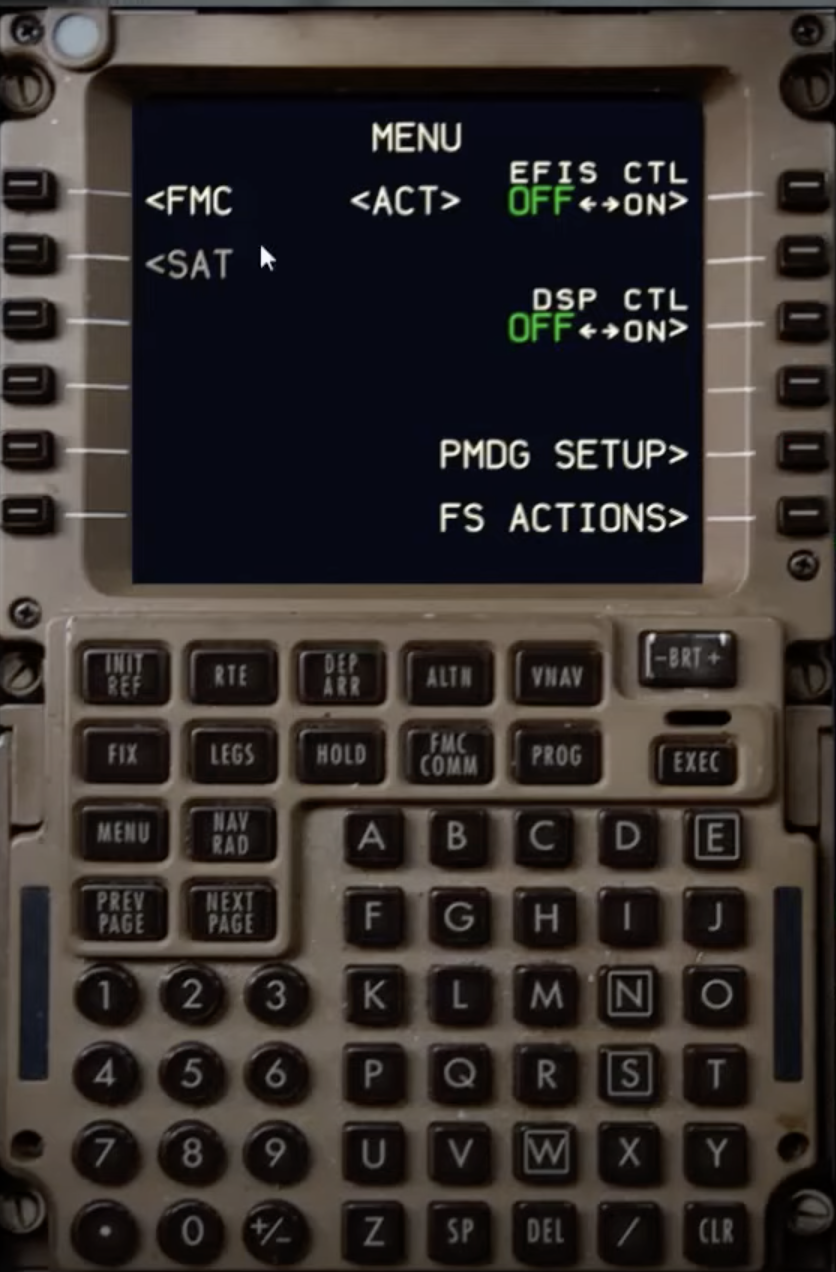 MENU
EFIS CTL
<FMC <ACT> OFF←→ON>
<SAT
DSP CTL
OFF←→ON>
PMDG SETUP>
FS ACTIONS>
INIT REF RTE DEP ARR ALTN VNAV -BRT+
FIX LEGS HOLD FMC COMM PROG EXEC
MENU NAV RAD A B C D E
PREV PAGE NEXT PAGE F G H I J
1 2 3 K L M N O
4 5 6 P Q R S T
7 8 9 U V W X Y
. 0 +/- Z SP DEL / CLR